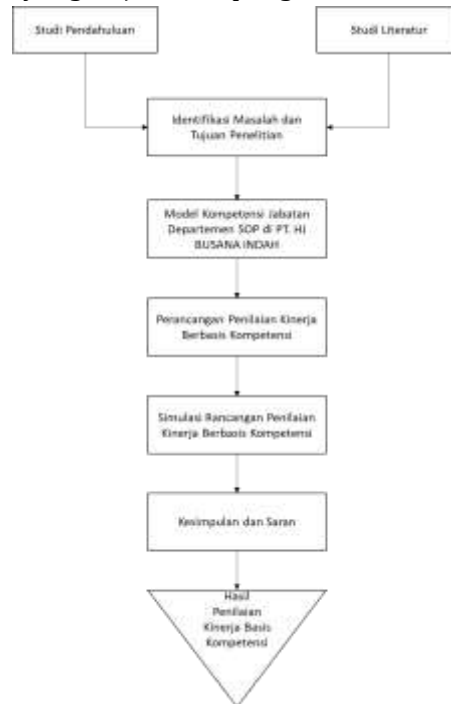 Studi Pendahuluan
Studi Literatur
Identifikasi Masalah dan
Tujuan Penelitian
Model Kompetensi Jabatan
Departemen SOP di PT. HJ
BUSANA INDAH
Perancangan Penilaian Kinerja
Berbasis Kompetensi
Simulasi Rancangan Penilaian
Kinerja Berbasis Kompetensi
Kesimpulan dan Saran
Hasil
Penilaian
Kinerja Basis
Kompetensi